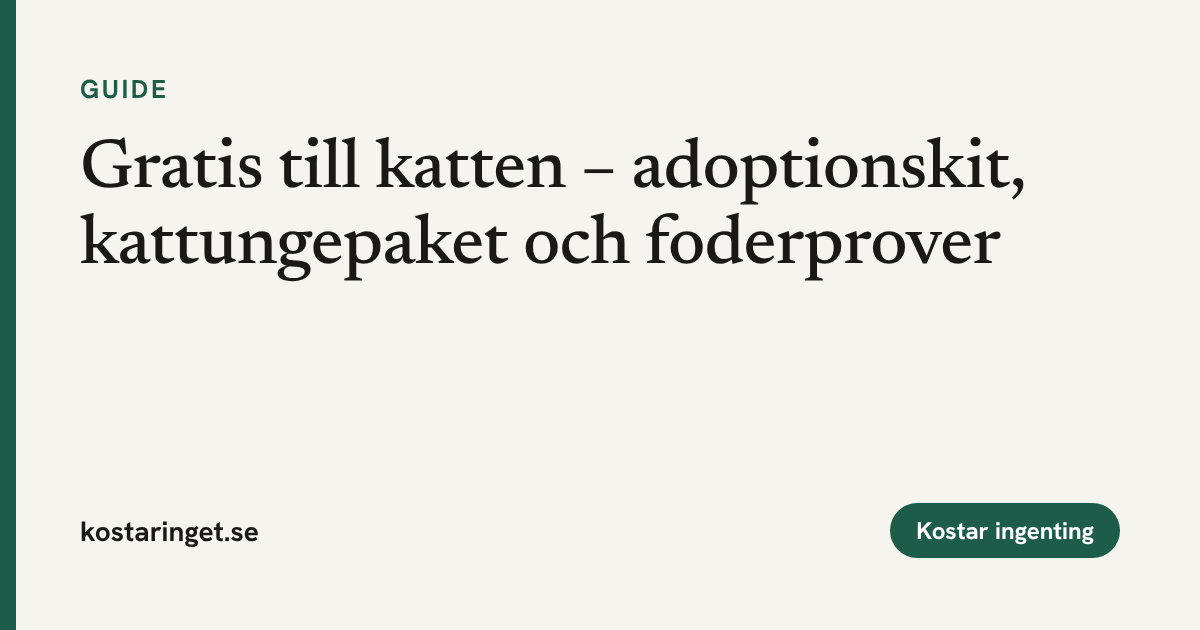 GUIDE
Gratis till katten – adoptionskit,
kattungepaket och foderprover
kostaringet.se
Kostar ingenting